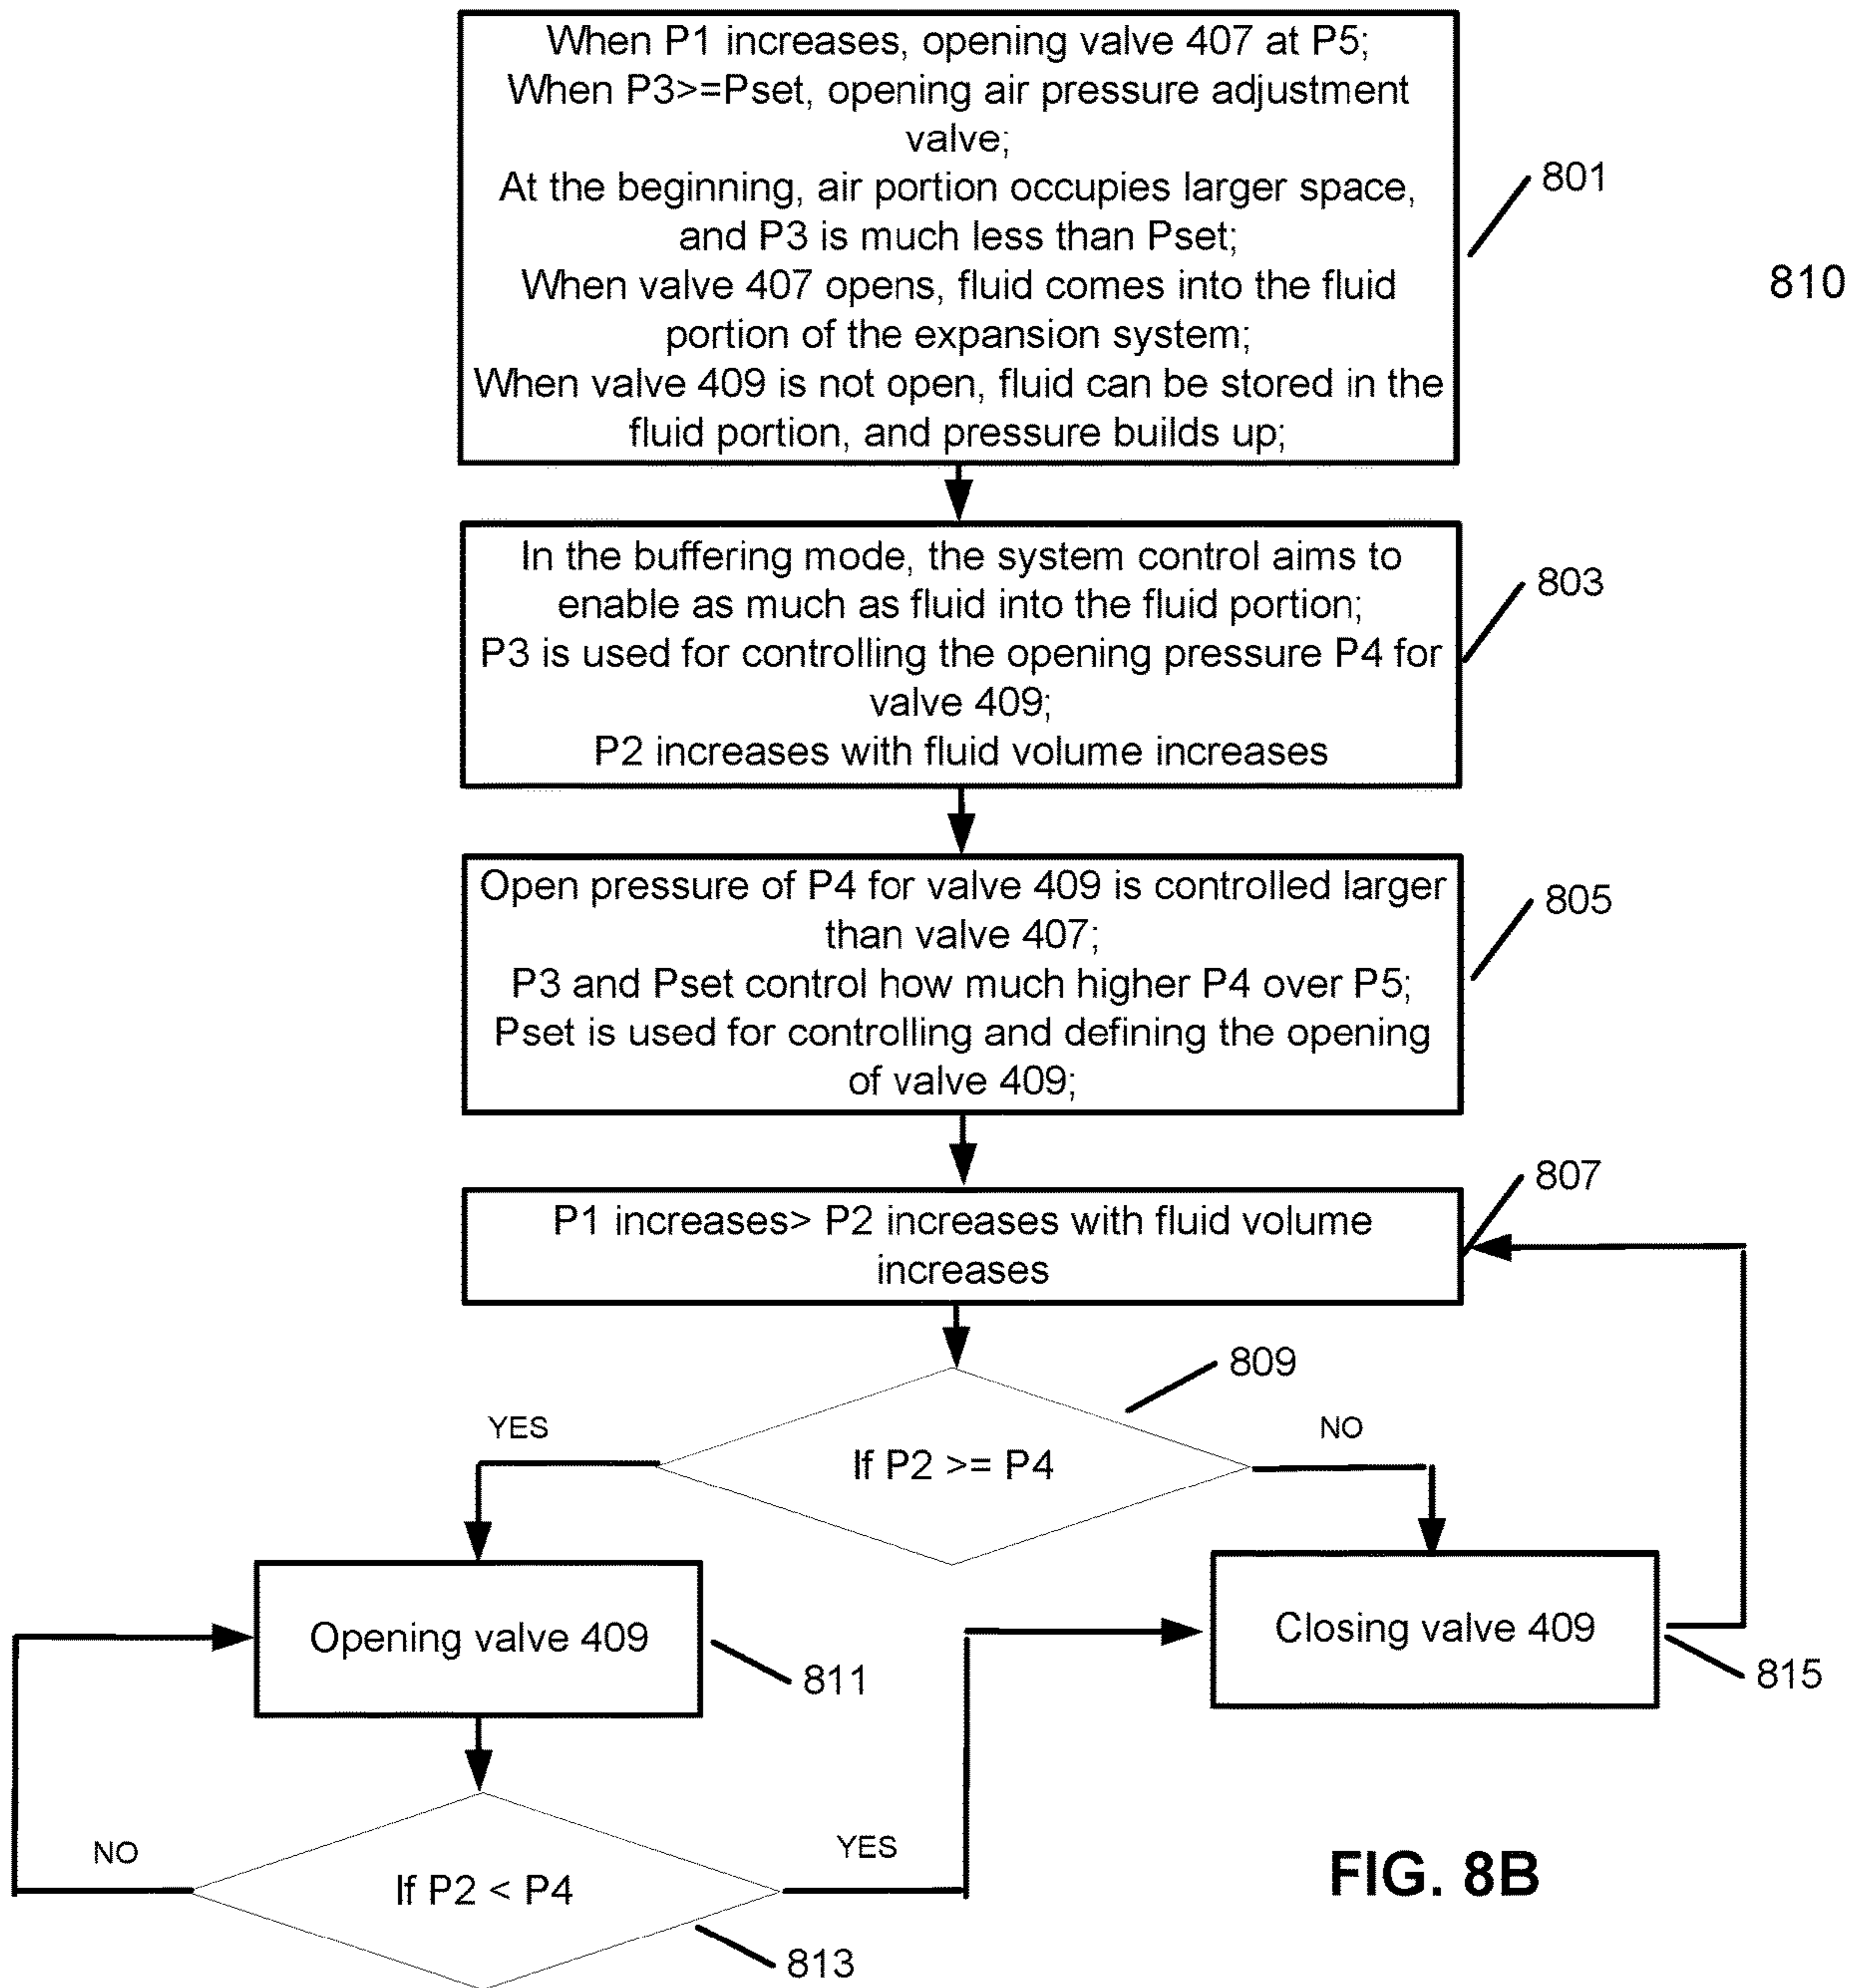 When P1 increases, opening valve 407 at P5;
When P3>=Pset, opening air pressure adjustment
valve;
At the beginning, air portion occupies larger space,
and P3 is much less than Pset;
When valve 407 opens, fluid comes into the fluid
portion of the expansion system;
When valve 409 is not open, fluid can be stored in the
fluid portion, and pressure builds up;
801
810
In the buffering mode, the system control aims to
enable as much as fluid into the fluid portion;
P3 is used for controlling the opening pressure P4 for
valve 409;
P2 increases with fluid volume increases
803
Open pressure of P4 for valve 409 is controlled larger
than valve 407;
P3 and Pset control how much higher P4 over P5;
Pset is used for controlling and defining the opening
of valve 409;
805
P1 increases> P2 increases with fluid volume
increases
807
809
YES
If P2 >= P4
NO
Opening valve 409
811
Closing valve 409
815
NO
If P2 < P4
YES
813
FIG. 8B